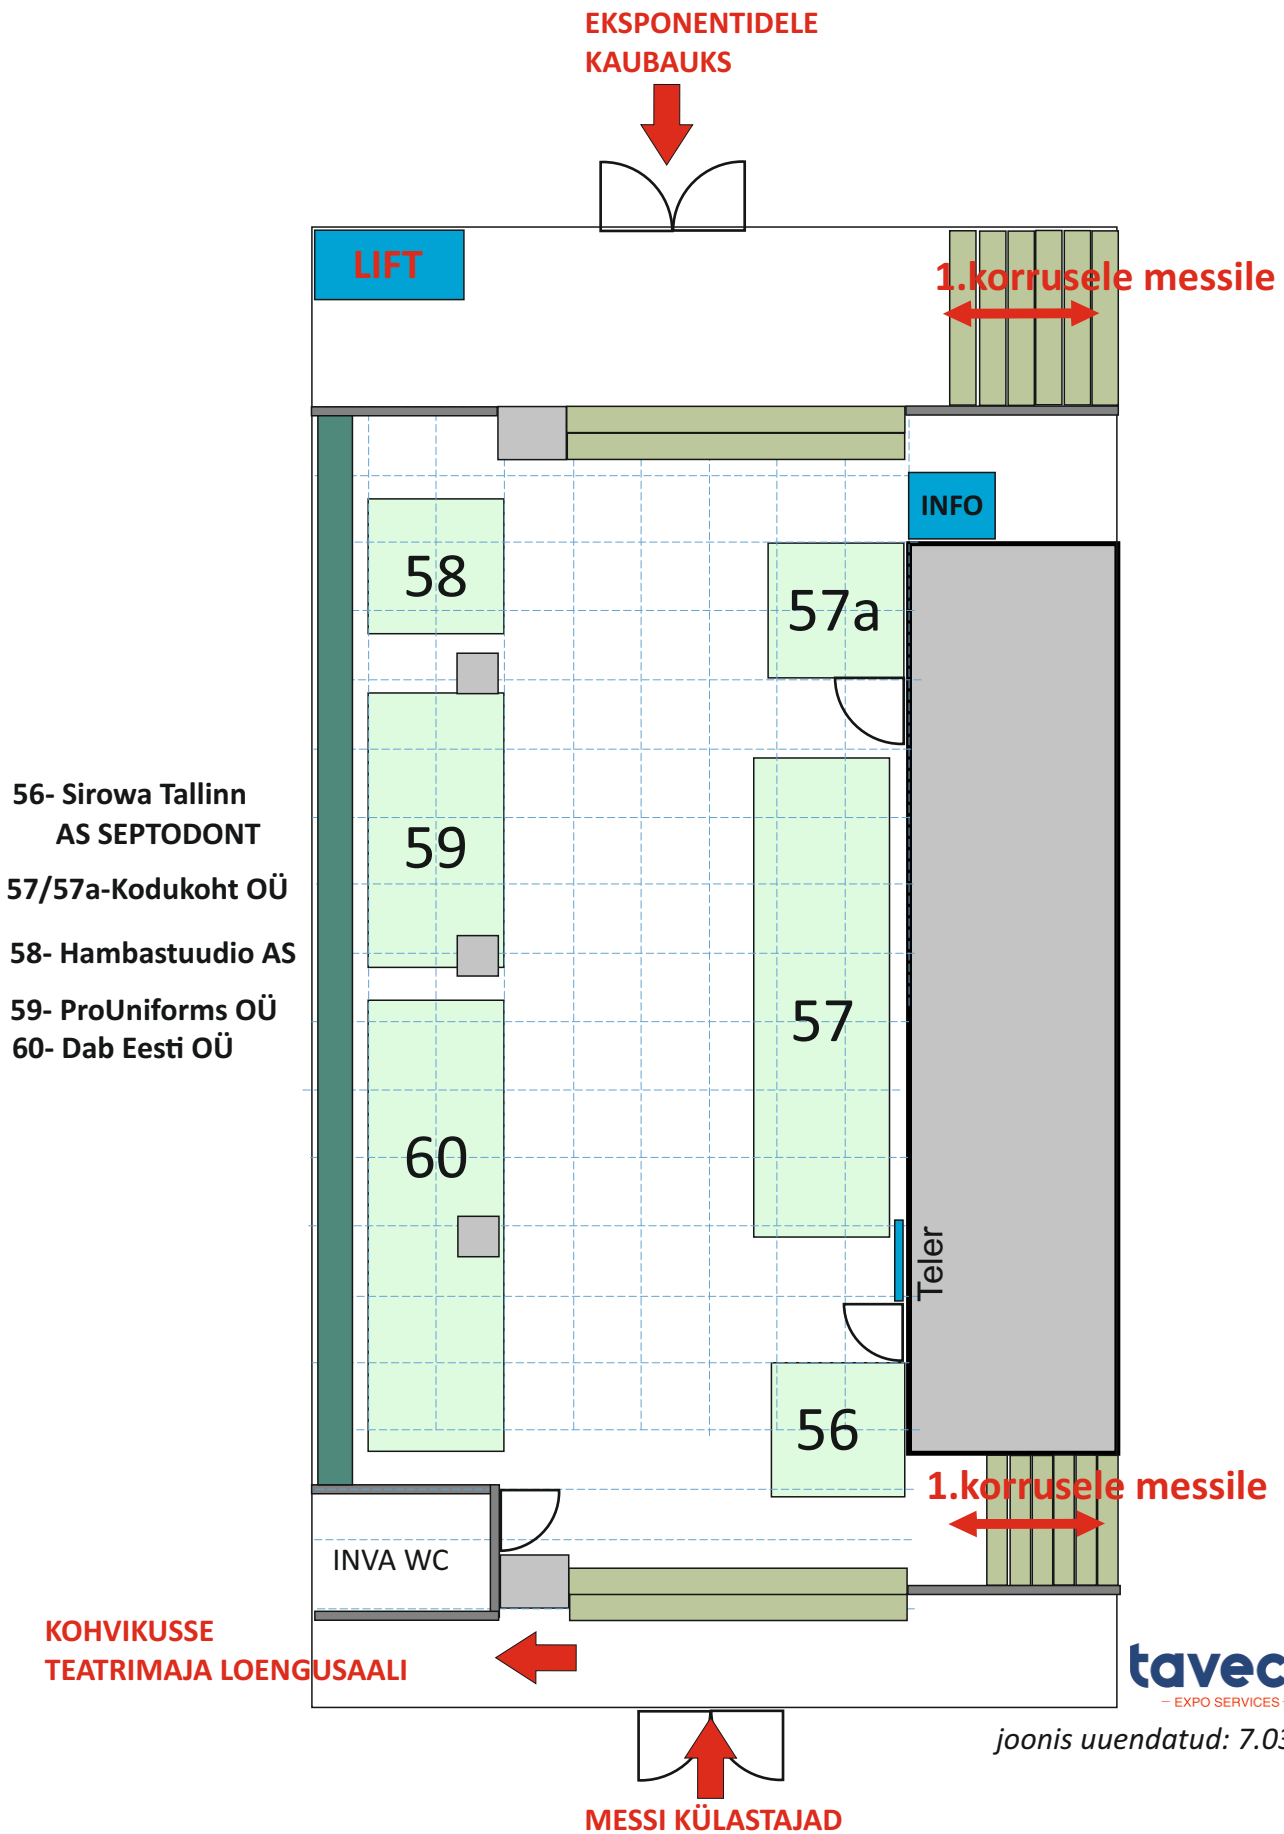 EKSPONENTIDELE
KAUBAUKS
LIFT
1.korrusele messile
INFO
58
57a
56- Sirowa Tallinn
AS SEPTODONT
59
57/57a-Kodukoht OÜ
58- Hambastuudio AS
59- ProUniforms OÜ
57
60- Dab Eesti OÜ
60
Teler
56
1.korrusele messile
INVA WC
KOHVIKUSSE
TEATRIMAJA LOENGUSAALI
tavec
EXPO SERVICES
joonis uuendatud: 7.03
MESSI KÜLASTAJAD